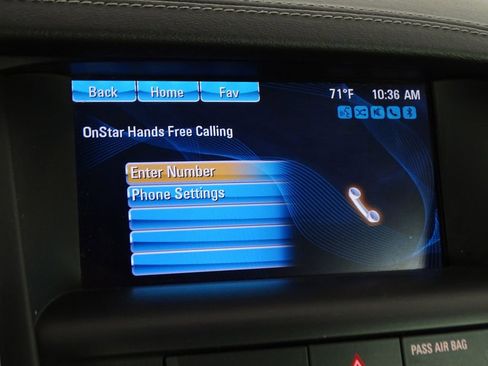 Back Home Fav 71°F 10:36 AM
OnStar Hands Free Calling
Enter Number
Phone Settings
PASS AIR BAG